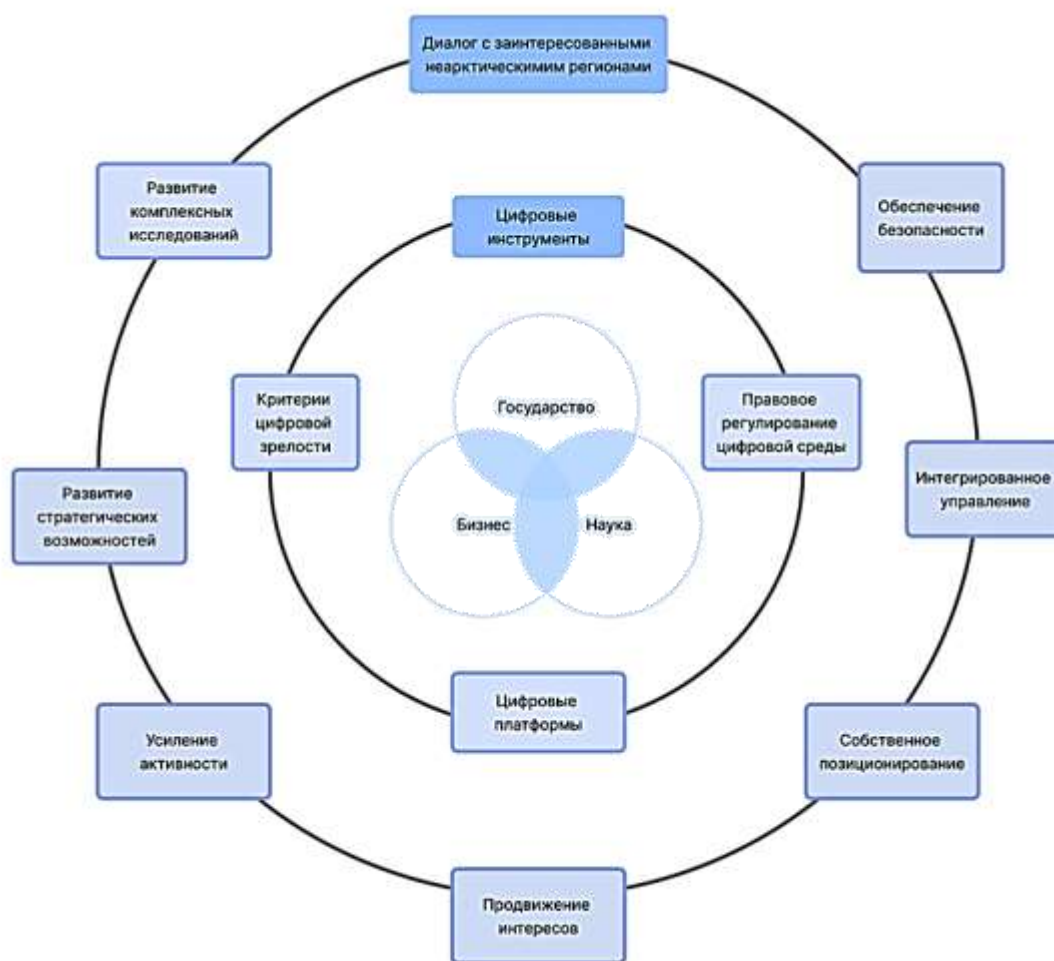 Диалог с заинтересованными
неарктическимим регионами
Развитие
комплексных
исследований
Цифровые
инструменты
Обеспечение
безопасности
Критерии
цифровой
зрелости
Государство
Правовое
регулирование
цифровой среды
Развитие
стратегических
возможностей
Бизнес
Наука
Интегрированное
управление
Усиление
активности
Цифровые
платформы
Собственное
позиционирование
Продвижение
интересов